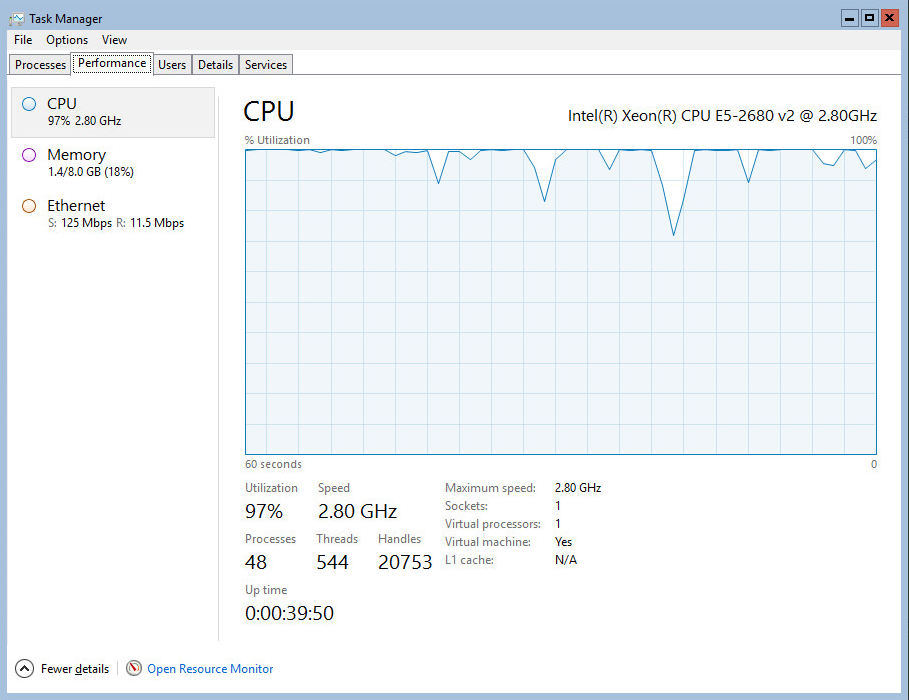 Task Manager
File Options View
Processes Performance Users Details Services
CPU
97% 2.80 GHz
Memory
1.4/8.0 GB (18%)
Ethernet
S: 125 Mbps R: 11.5 Mbps
CPU Intel(R) Xeon(R) CPU E5-2680 v2 @ 2.80GHz
% Utilization 100%
60 seconds 0
Utilization Speed
97% 2.80 GHz
Processes Threads Handles
48 544 20753
Up time
0:00:39:50
Maximum speed: 2.80 GHz
Sockets: 1
Virtual processors: 1
Virtual machine: Yes
L1 cache: N/A
Fewer details Open Resource Monitor